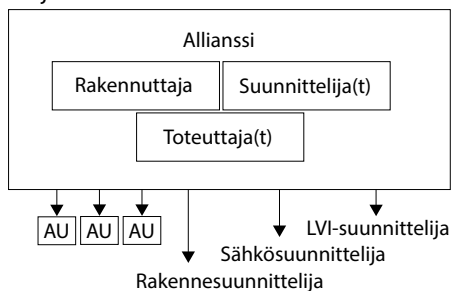 Allianssi
Rakennuttaja
Suunnittelija(t)
Toteuttaja(t)
AU AU AU
LVI-suunnittelija
Sähkösuunnittelija
Rakennesuunnittelija